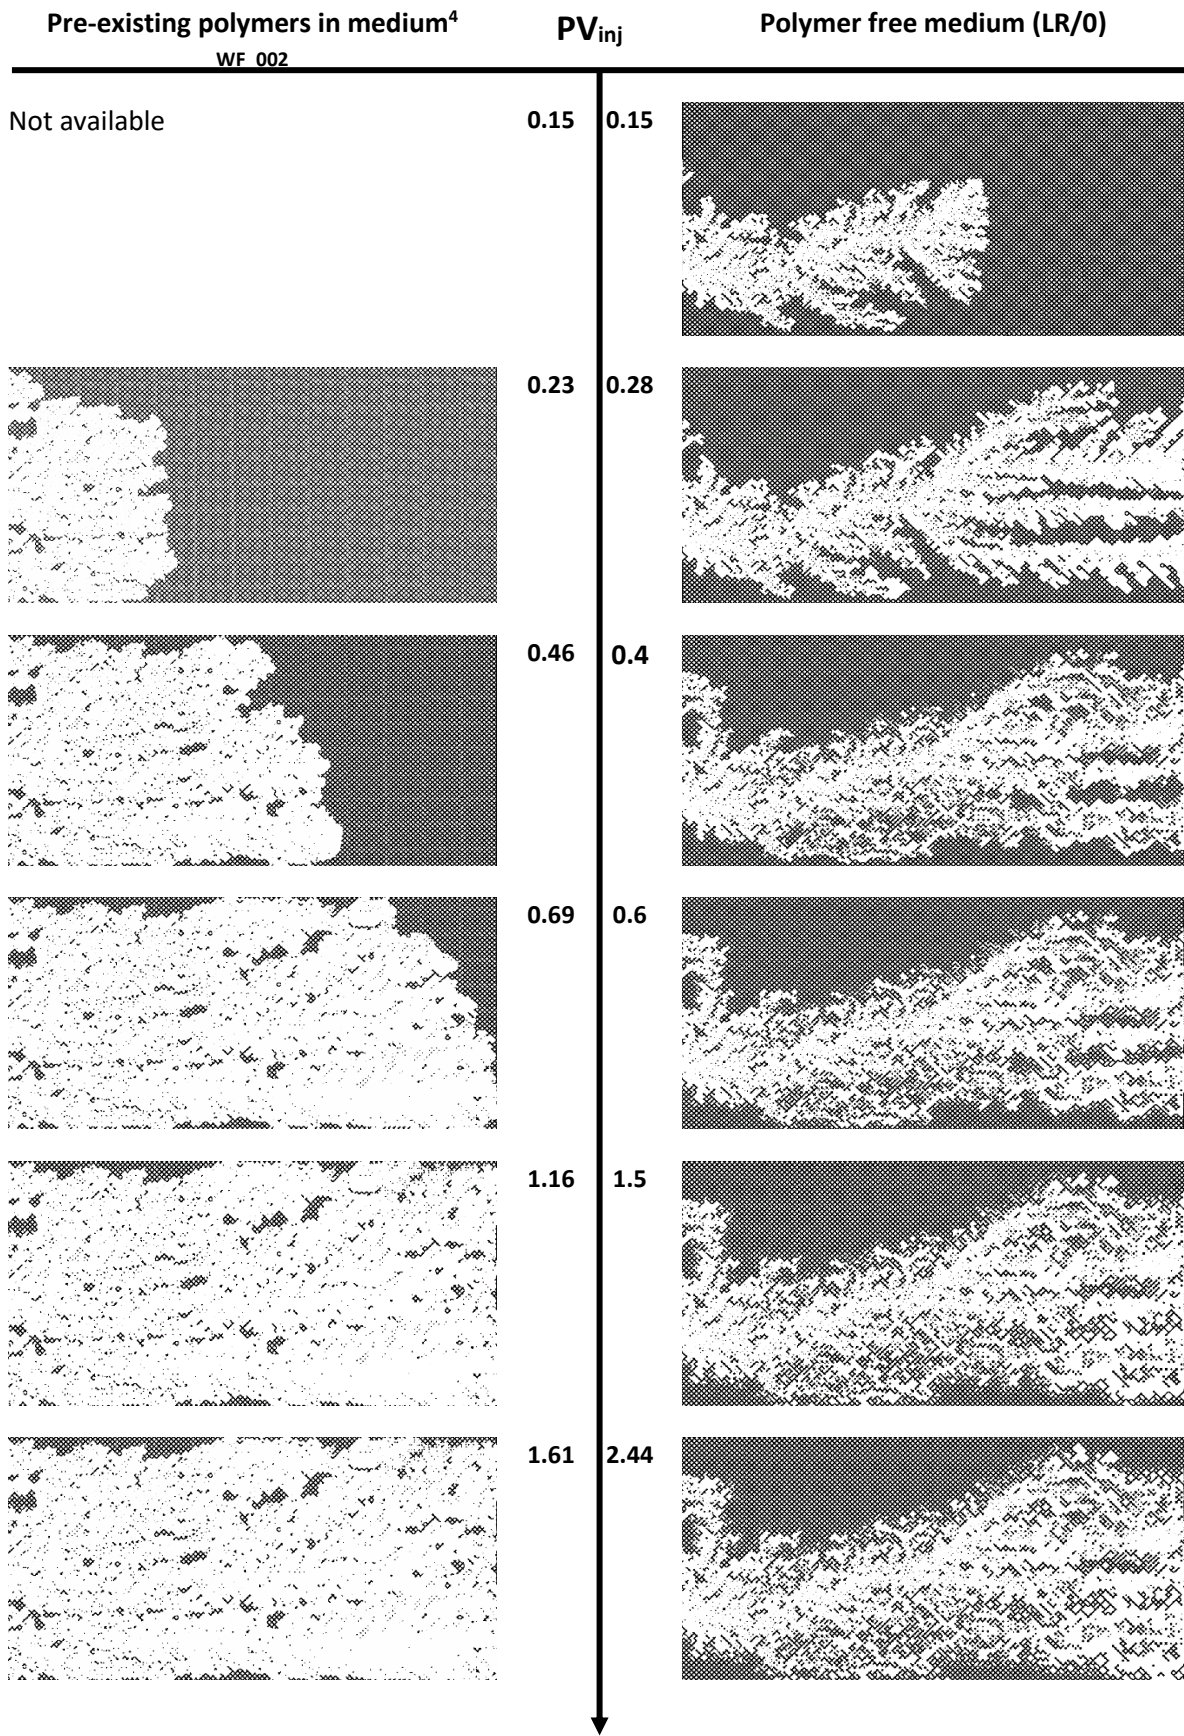 Pre-existing polymers in medium4 PVinj Polymer free medium (LR/0)
WF_002
Not available 0.15 0.15
0.23 0.28
0.46 0.4
0.69 0.6
1.16 1.5
1.61 2.44